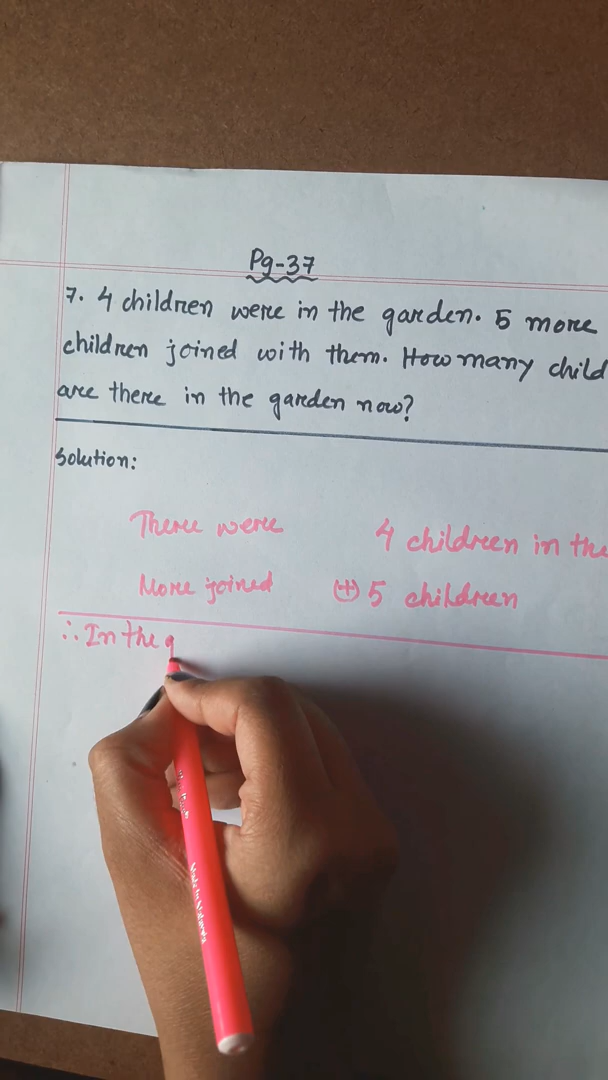 Pg-37
7. 4 children were in the garden. 5 more
children joined with them. How many child
are there in the garden now?
Solution:
There were 4 children in the
More joined (+) 5 children
∴ In the g